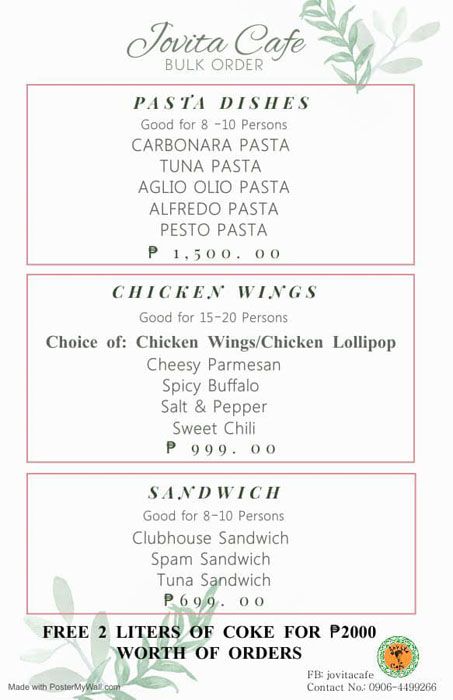 Jovita Cafe
BULK ORDER
PASTA DISHES
Good for 8 -10 Persons
CARBONARA PASTA
TUNA PASTA
AGLIO OLIO PASTA
ALFREDO PASTA
PESTO PASTA
₱ 1,500. 00
CHICKEN WINGS
Good for 15-20 Persons
Choice of: Chicken Wings/Chicken Lollipop
Cheesy Parmesan
Spicy Buffalo
Salt & Pepper
Sweet Chili
₱ 999. 00
SANDWICH
Good for 8-10 Persons
Clubhouse Sandwich
Spam Sandwich
Tuna Sandwich
₱699. 00
FREE 2 LITERS OF COKE FOR ₱2000
WORTH OF ORDERS
Jovita
Cafe
FB: jovitacafe
Contact No.: 0906-4499266
Made with PosterMyWall.com